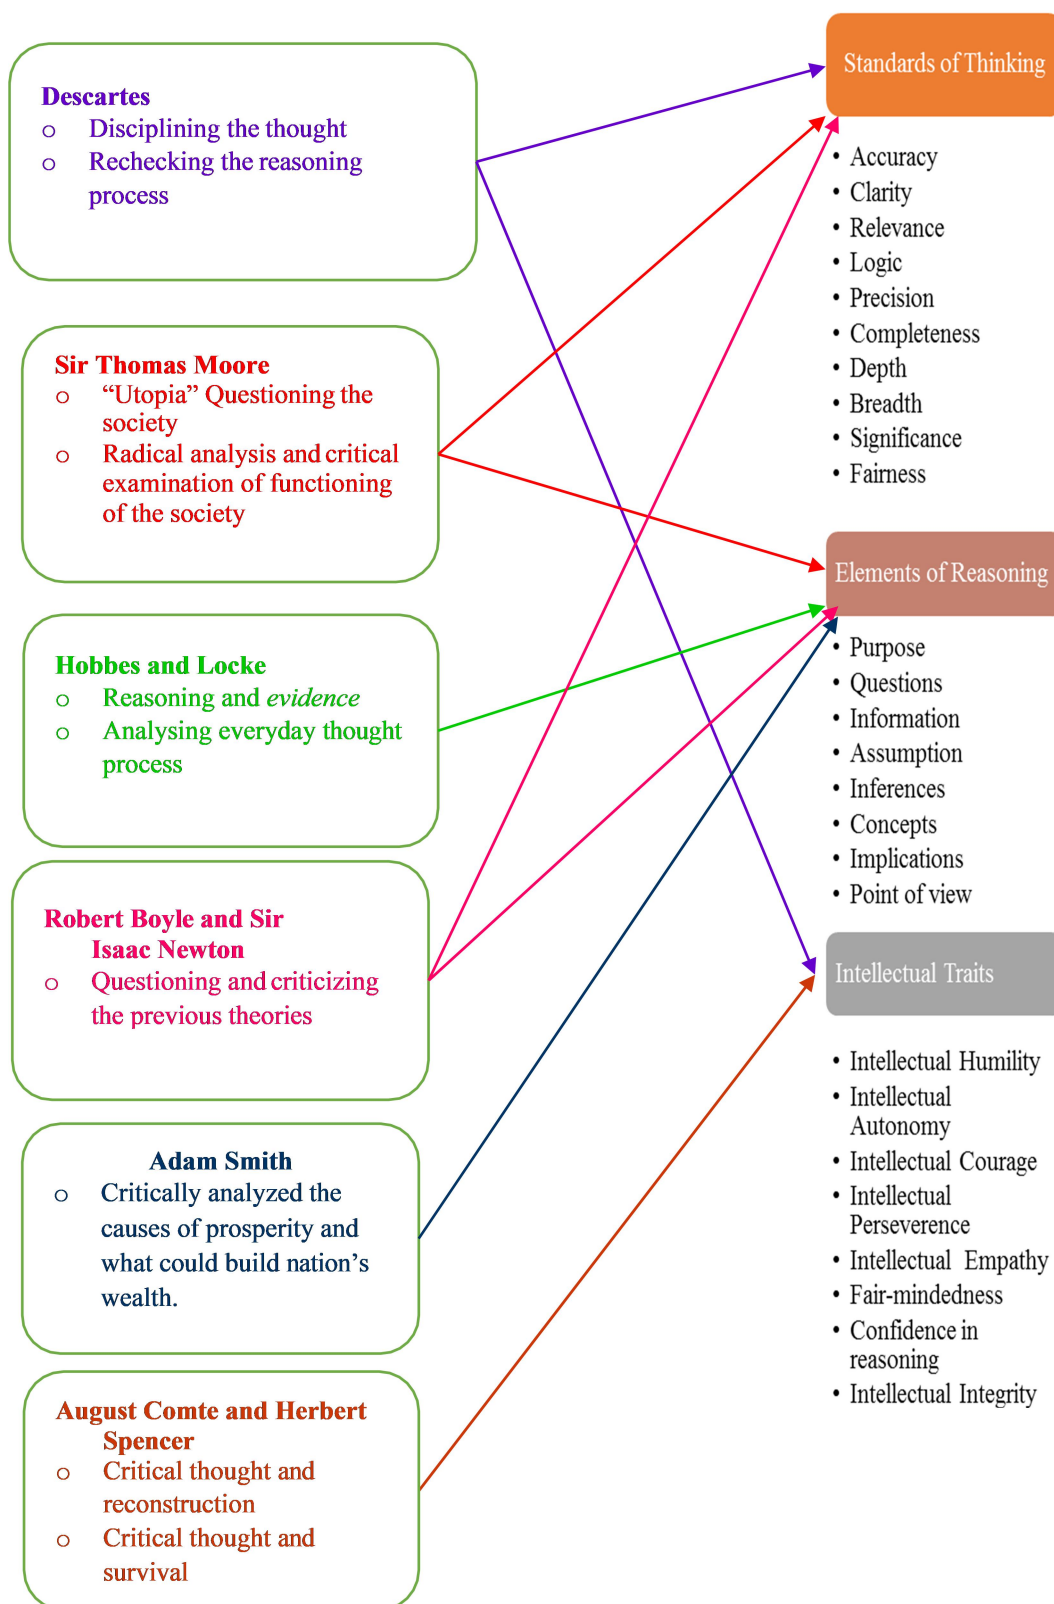 Descartes
o Disciplining the thought
o Rechecking the reasoning
process
Sir Thomas Moore
o “Utopia” Questioning the
society
o Radical analysis and critical
examination of functioning
of the society
Hobbes and Locke
o Reasoning and evidence
o Analysing everyday thought
process
Robert Boyle and Sir
Isaac Newton
o Questioning and criticizing
the previous theories
Adam Smith
o Critically analyzed the
causes of prosperity and
what could build nation’s
wealth.
August Comte and Herbert
Spencer
o Critical thought and
reconstruction
o Critical thought and
survival
Standards of Thinking
• Accuracy
• Clarity
• Relevance
• Logic
• Precision
• Completeness
• Depth
• Breadth
• Significance
• Fairness
Elements of Reasoning
• Purpose
• Questions
• Information
• Assumption
• Inferences
• Concepts
• Implications
• Point of view
Intellectual Traits
• Intellectual Humility
• Intellectual
Autonomy
• Intellectual Courage
• Intellectual
Perseverence
• Intellectual Empathy
• Fair-mindedness
• Confidence in
reasoning
• Intellectual Integrity